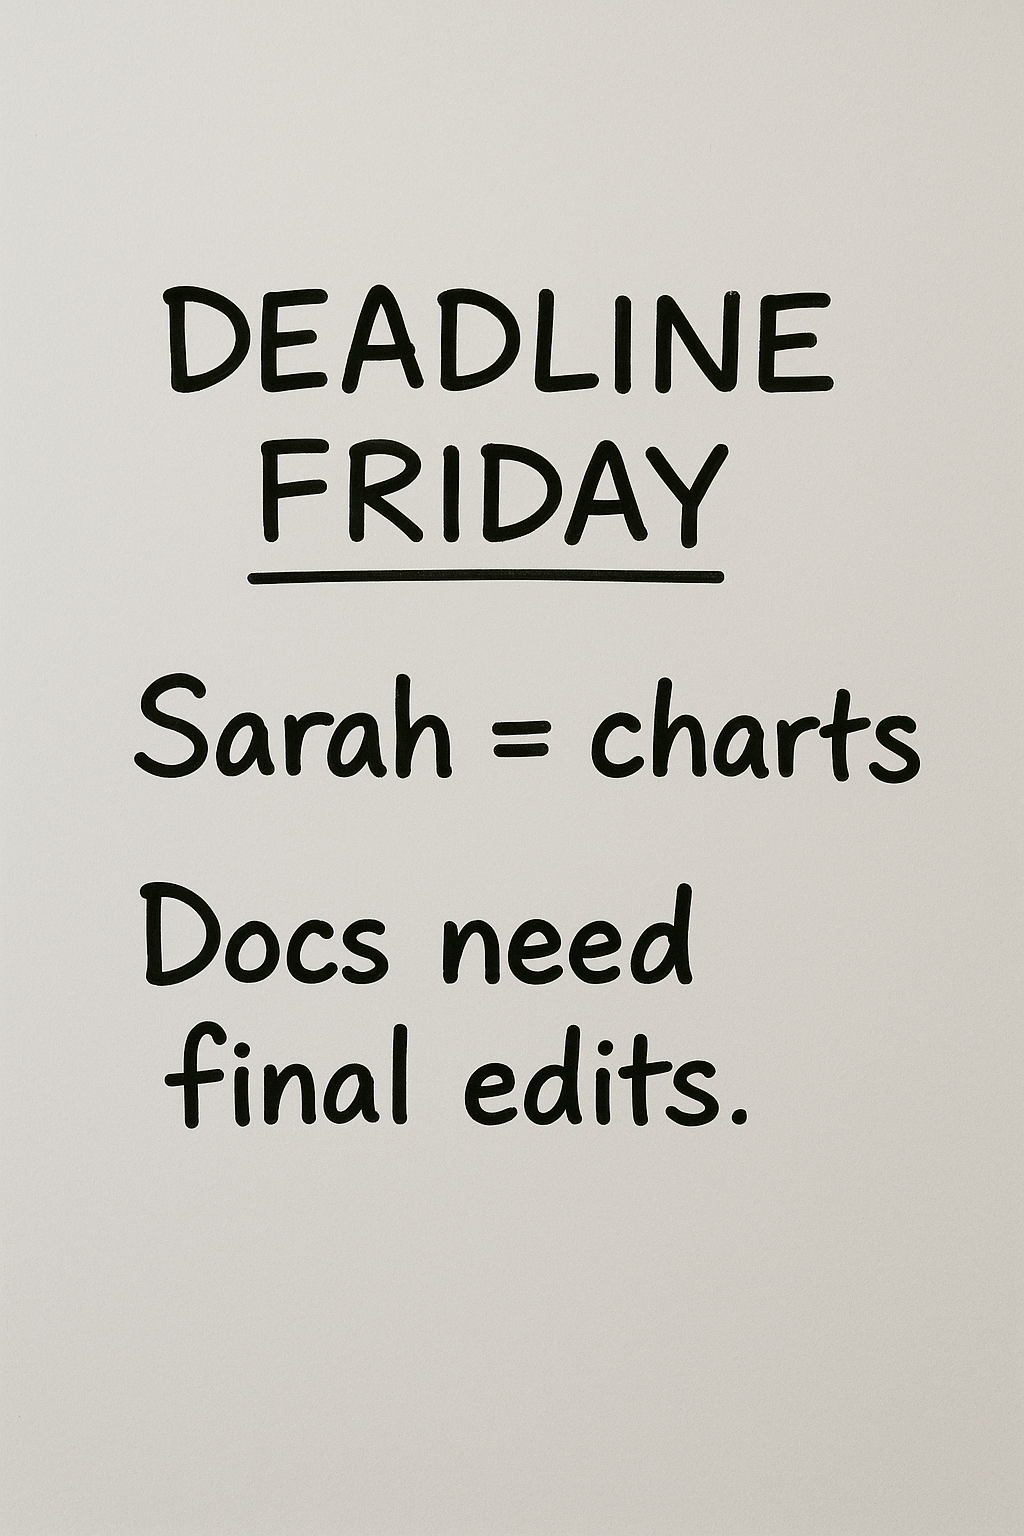 DEADLINE
FRIDAY
Sarah = charts
Docs need
final edits.